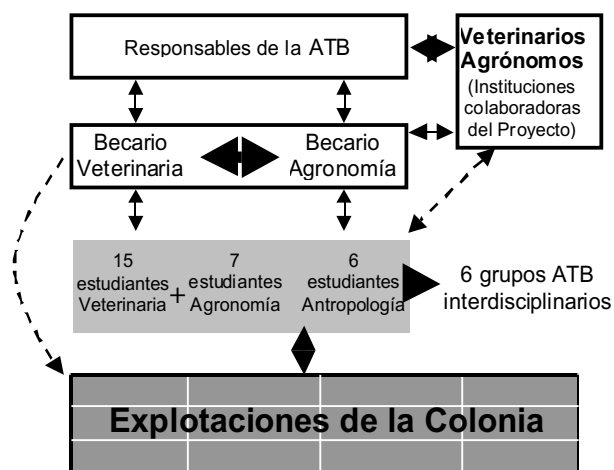 Responsables de la ATB
Veterinarios
Agrónomos
(Instituciones
colaboradoras
del Proyecto)
Becario
Veterinaria
Becario
Agronomía
15
estudiantes
Veterinaria
+
7
estudiantes
Agronomía
6
estudiantes
Antropología
6 grupos ATB
interdisciplinarios
Explotaciones de la Colonia